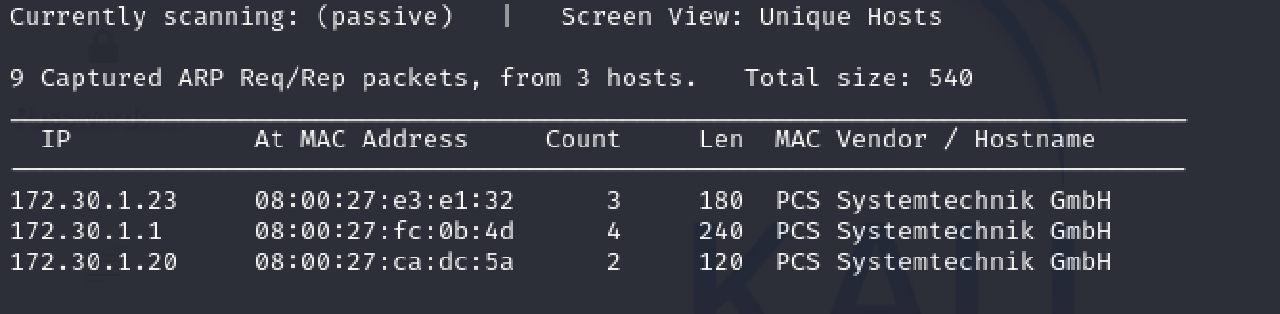 Currently scanning: (passive)   |   Screen View: Unique Hosts
9 Captured ARP Req/Rep packets, from 3 hosts.   Total size: 540
IP            At MAC Address     Count     Len  MAC Vendor / Hostname
172.30.1.23     08:00:27:e3:e1:32      3     180  PCS Systemtechnik GmbH
172.30.1.1      08:00:27:fc:0b:4d      4     240  PCS Systemtechnik GmbH
172.30.1.20     08:00:27:ca:dc:5a      2     120  PCS Systemtechnik GmbH
KALI